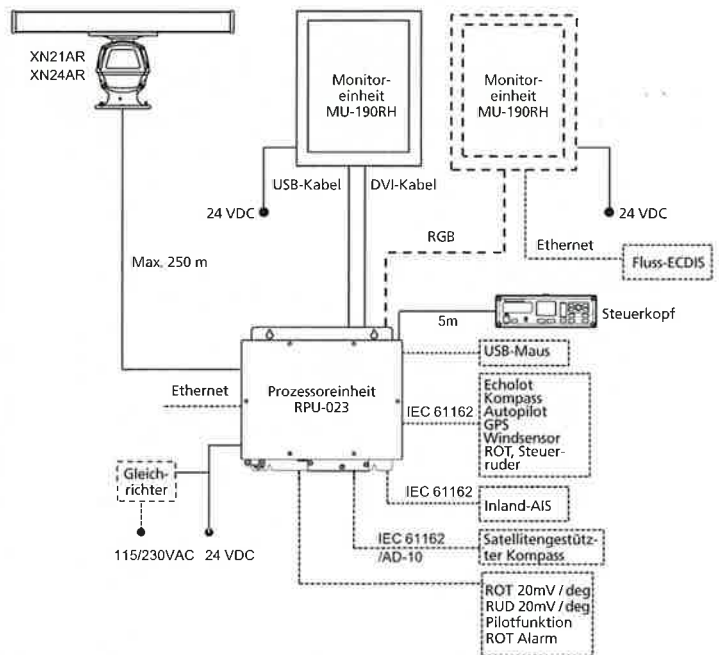 XN21AR
XN24AR
Monitor-
einheit
MU-190RH
Monitor-
einheit
MU-190RH
USB-Kabel
DVI-Kabel
24 VDC
24 VDC
RGB
Ethernet
Fluss-ECDIS
Max. 250 m
5m
Steuerkopf
USB-Maus
Ethernet
Prozessoreinheit
RPU-023
IEC 61162
Echolot
Kompass
Autopilot
GPS
Windsensor
ROT, Steuer-
ruder
Gleich-
richter
IEC 61162
Inland-AIS
115/230VAC
24 VDC
IEC 61162
/AD-10
Satellitengestütz-
ter Kompass
ROT 20mV / deg
RUD 20mV / deg
Pilotfunktion
ROT Alarm